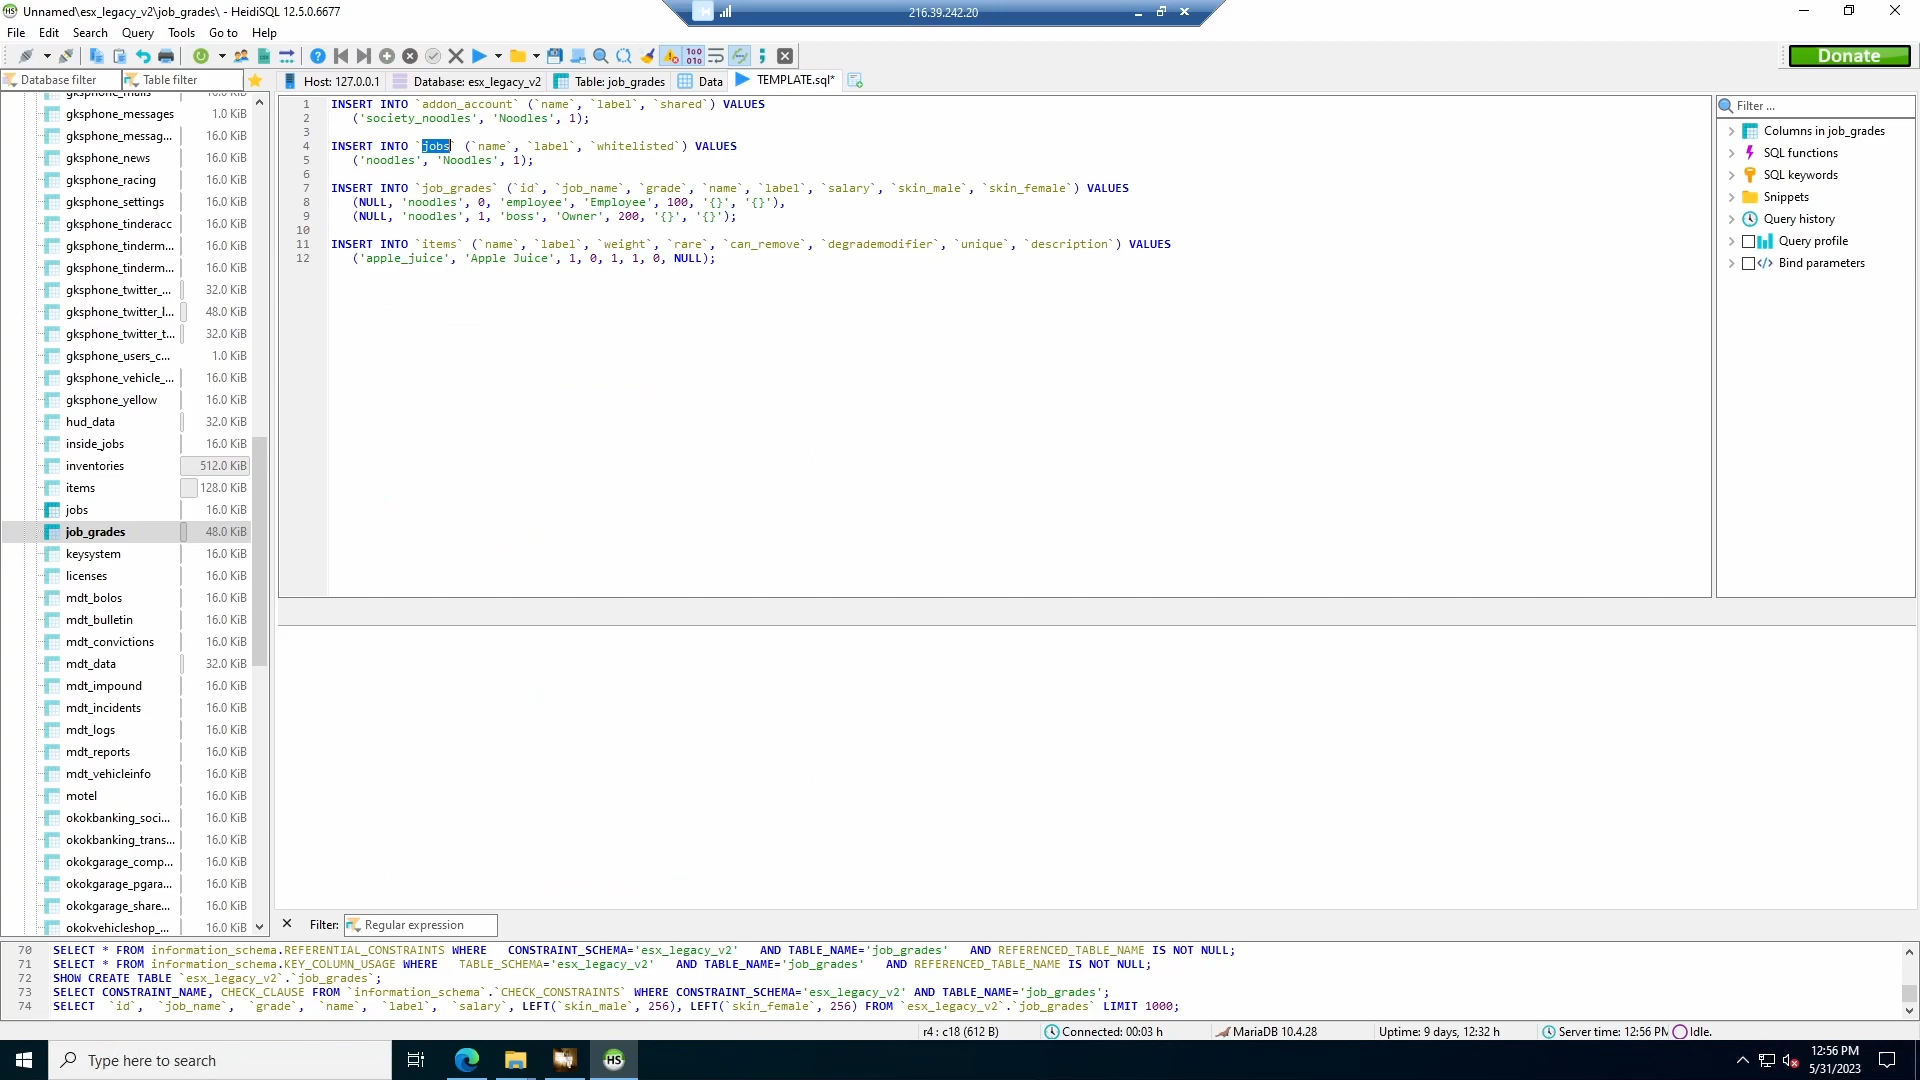 Unnamed\esx_legacy_v2\job_grades\ - HeidiSQL 12.5.0.6677
216.39.242.20
File Edit Search Query Tools Go to Help
Donate
Database filter
Table filter
Host: 127.0.0.1
Database: esx_legacy_v2
Table: job_grades
Data
TEMPLATE.sql*
gksphone_messages 1.0 KiB
gksphone_messag... 16.0 KiB
gksphone_news 16.0 KiB
gksphone_racing 16.0 KiB
gksphone_settings 16.0 KiB
gksphone_tinderacc 16.0 KiB
gksphone_tinderm... 16.0 KiB
gksphone_tinderm... 16.0 KiB
gksphone_twitter_... 32.0 KiB
gksphone_twitter_l... 48.0 KiB
gksphone_twitter_t... 32.0 KiB
gksphone_users_c... 1.0 KiB
gksphone_vehicle_... 16.0 KiB
gksphone_yellow 16.0 KiB
hud_data 32.0 KiB
inside_jobs 16.0 KiB
inventories 512.0 KiB
items 128.0 KiB
jobs 16.0 KiB
job_grades 48.0 KiB
keysystem 16.0 KiB
licenses 16.0 KiB
mdt_bolos 16.0 KiB
mdt_bulletin 16.0 KiB
mdt_convictions 16.0 KiB
mdt_data 32.0 KiB
mdt_impound 16.0 KiB
mdt_incidents 16.0 KiB
mdt_logs 16.0 KiB
mdt_reports 16.0 KiB
mdt_vehicleinfo 16.0 KiB
motel 16.0 KiB
okokbanking_soci... 16.0 KiB
okokbanking_trans... 16.0 KiB
okokgarage_comp... 16.0 KiB
okokgarage_pgara... 16.0 KiB
okokgarage_share... 16.0 KiB
okokvehicleshop_... 16.0 KiB
1 INSERT INTO `addon_account` (`name`, `label`, `shared`) VALUES
2 ('society_noodles', 'Noodles', 1);
3
4 INSERT INTO `jobs` (`name`, `label`, `whitelisted`) VALUES
5 ('noodles', 'Noodles', 1);
6
7 INSERT INTO `job_grades` (`id`, `job_name`, `grade`, `name`, `label`, `salary`, `skin_male`, `skin_female`) VALUES
8 (NULL, 'noodles', 0, 'employee', 'Employee', 100, '{}', '{}'),
9 (NULL, 'noodles', 1, 'boss', 'Owner', 200, '{}', '{}');
10
11 INSERT INTO `items` (`name`, `label`, `weight`, `rare`, `can_remove`, `degrademodifier`, `unique`, `description`) VALUES
12 ('apple_juice', 'Apple Juice', 1, 0, 1, 1, 0, NULL);
Filter ...
Columns in job_grades
SQL functions
SQL keywords
Snippets
Query history
Query profile
Bind parameters
Filter: Regular expression
70 SELECT * FROM information_schema.REFERENTIAL_CONSTRAINTS WHERE CONSTRAINT_SCHEMA='esx_legacy_v2' AND TABLE_NAME='job_grades' AND REFERENCED_TABLE_NAME IS NOT NULL;
71 SELECT * FROM information_schema.KEY_COLUMN_USAGE WHERE TABLE_SCHEMA='esx_legacy_v2' AND TABLE_NAME='job_grades' AND REFERENCED_TABLE_NAME IS NOT NULL;
72 SHOW CREATE TABLE `esx_legacy_v2`.`job_grades`;
73 SELECT CONSTRAINT_NAME, CHECK_CLAUSE FROM `information_schema`.`CHECK_CONSTRAINTS` WHERE CONSTRAINT_SCHEMA='esx_legacy_v2' AND TABLE_NAME='job_grades';
74 SELECT `id`, `job_name`, `grade`, `name`, `label`, `salary`, LEFT(`skin_male`, 256), LEFT(`skin_female`, 256) FROM `esx_legacy_v2`.`job_grades` LIMIT 1000;
r4 : c18 (612 B)
Connected: 00:03 h
MariaDB 10.4.28
Uptime: 9 days, 12:32 h
Server time: 12:56 PM
Idle.
Type here to search
HS
12:56 PM
5/31/2023